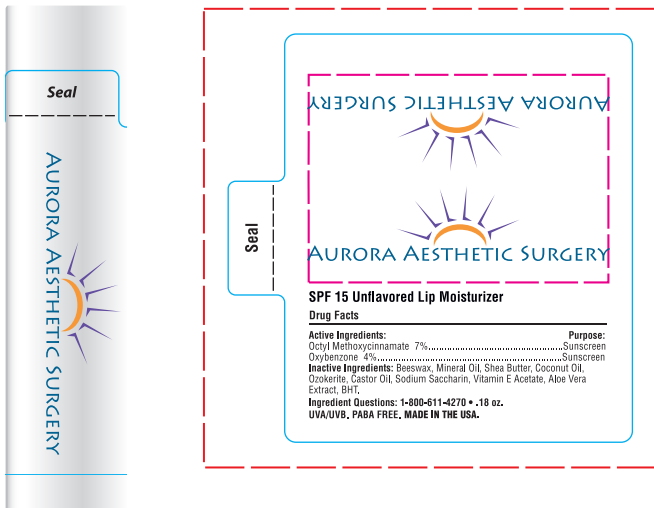 Seal
AURORA AESTHETIC SURGERY
Seal
AURORA AESTHETIC SURGERY
AURORA AESTHETIC SURGERY
SPF 15 Unflavored Lip Moisturizer
Drug Facts
Active Ingredients: Purpose:
Octyl Methoxycinnamate 7%..........................................Sunscreen
Oxybenzone 4%.......................................................Sunscreen
Inactive Ingredients: Beeswax, Mineral Oil, Shea Butter, Coconut Oil,
Ozokerite, Castor Oil, Sodium Saccharin, Vitamin E Acetate, Aloe Vera
Extract, BHT.
Ingredient Questions: 1-800-611-4270 • .18 oz.
UVA/UVB. PABA FREE. MADE IN THE USA.